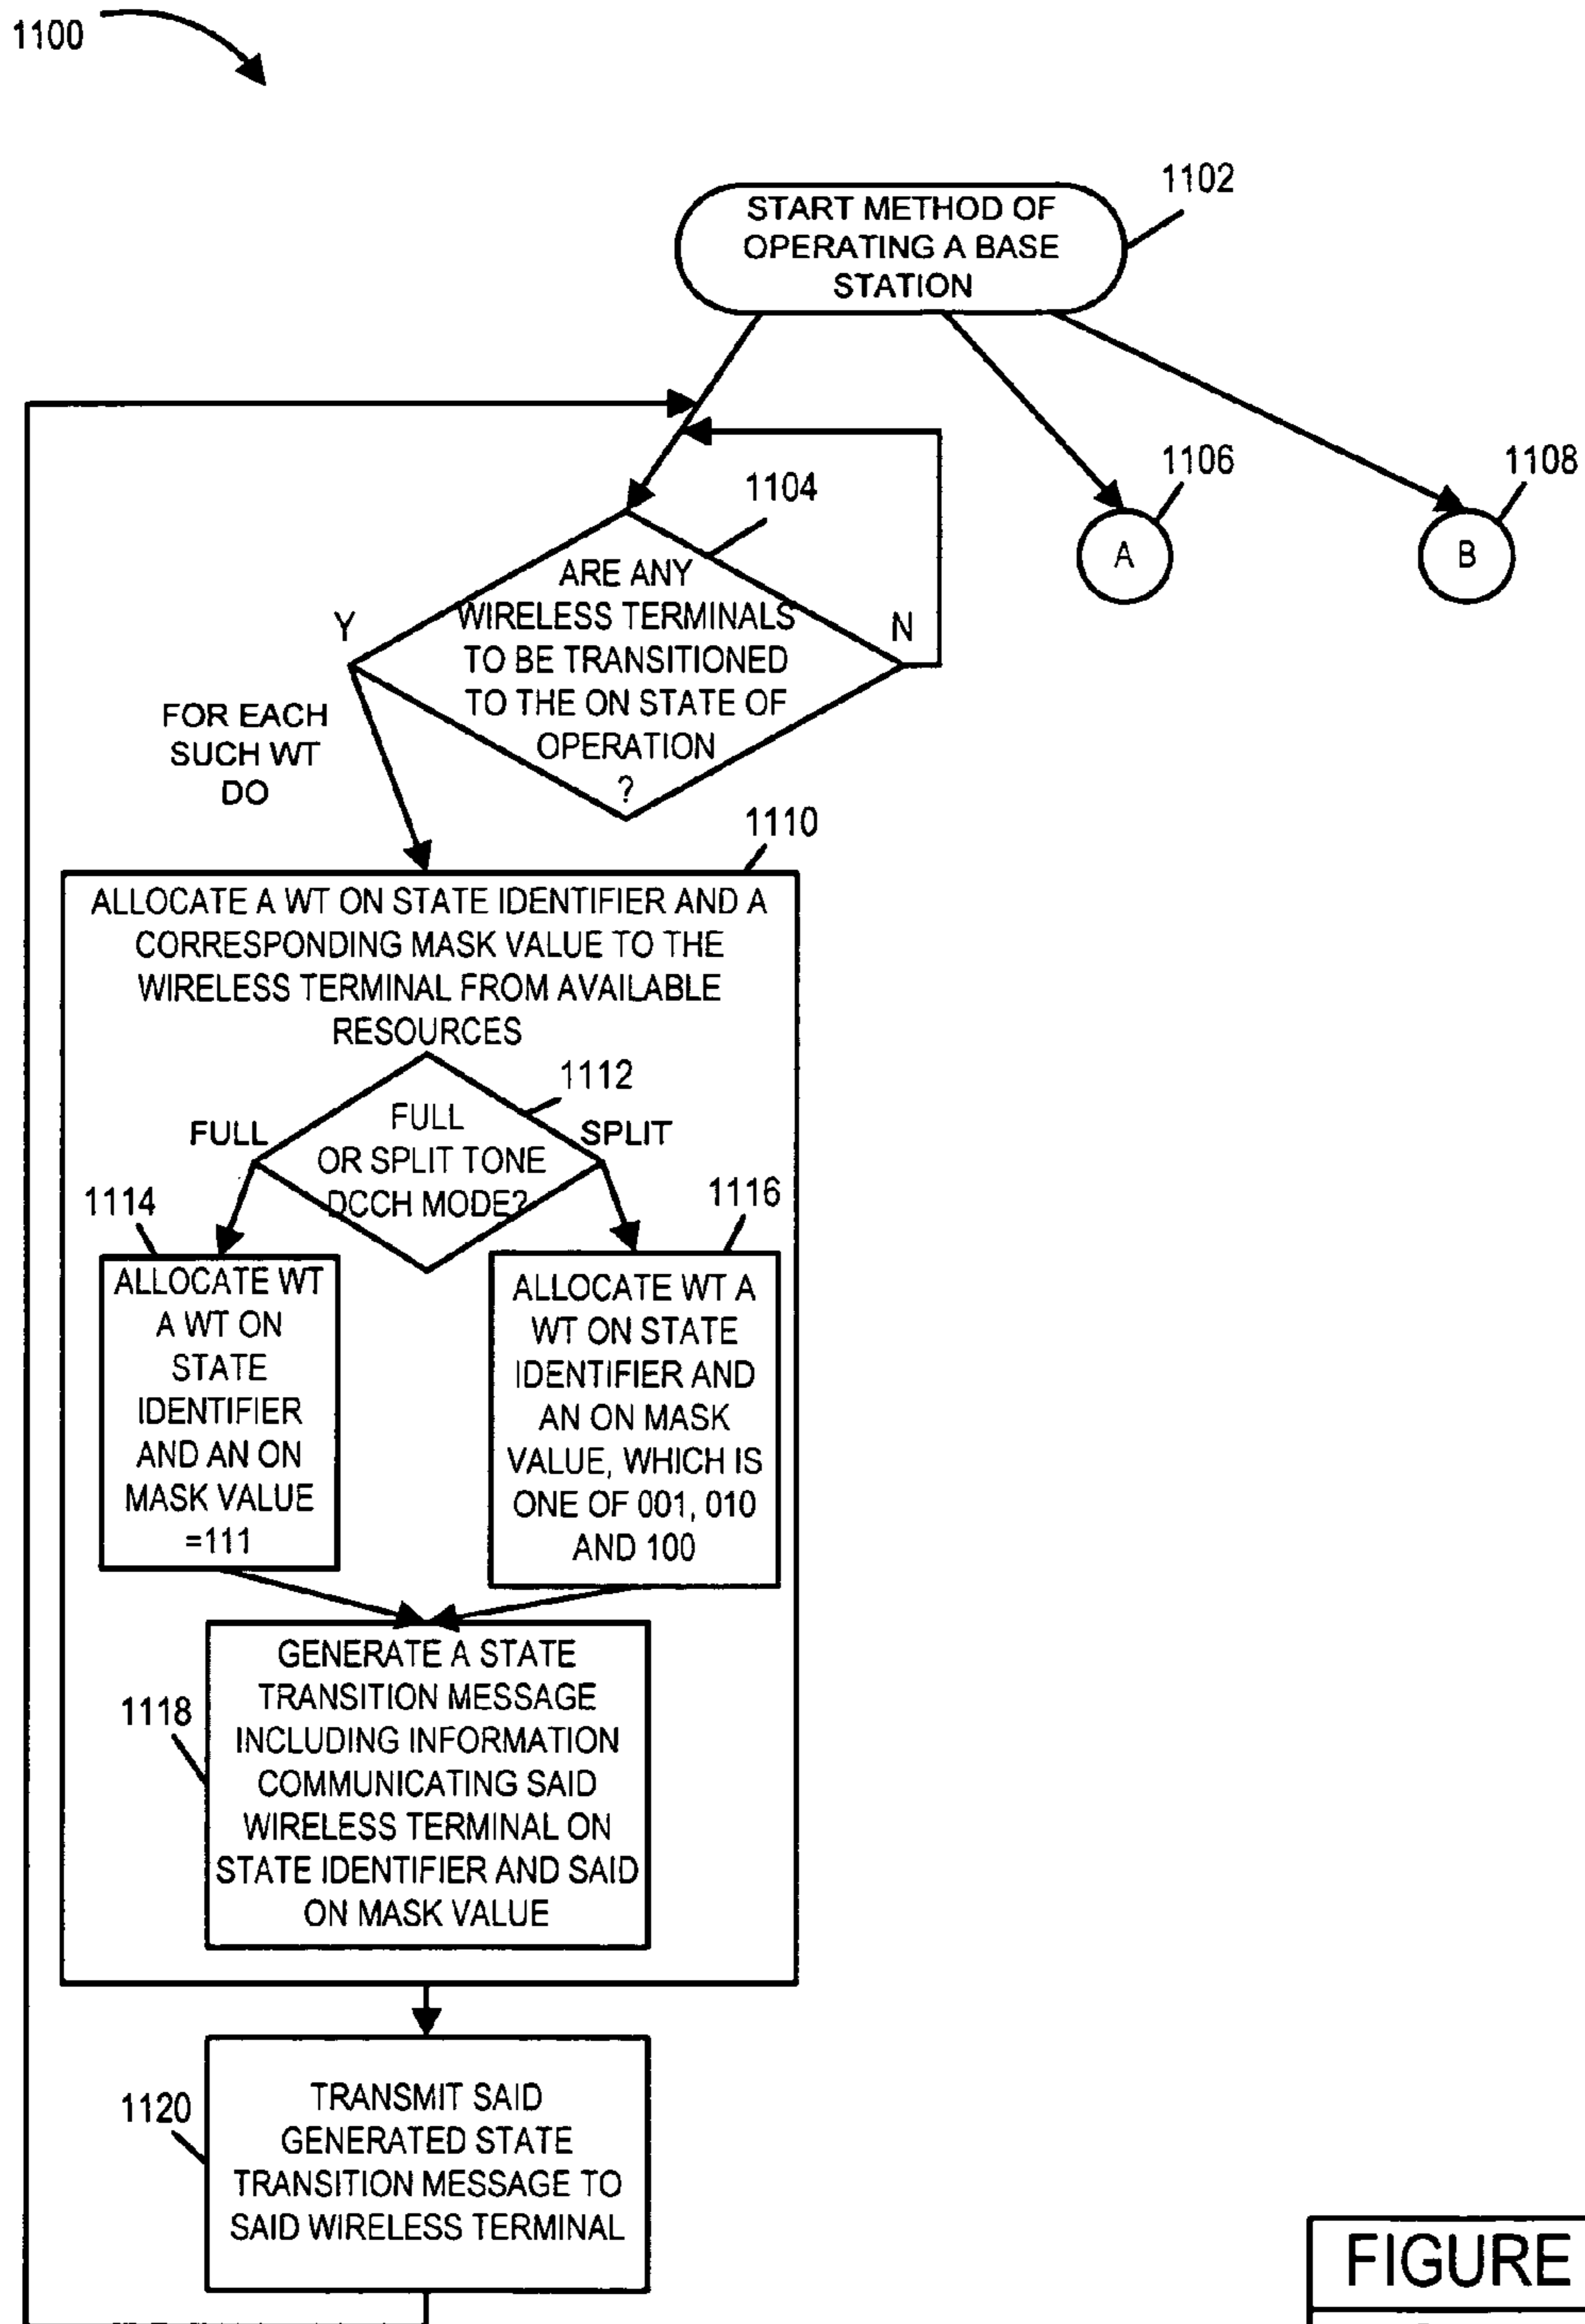 1100
1102
START METHOD OF
OPERATING A BASE
STATION
1104
1106
1108
A
B
ARE ANY
WIRELESS TERMINALS
TO BE TRANSITIONED
TO THE ON STATE OF
OPERATION
?
Y
N
FOR EACH
SUCH WT
DO
1110
ALLOCATE A WT ON STATE IDENTIFIER AND A
CORRESPONDING MASK VALUE TO THE
WIRELESS TERMINAL FROM AVAILABLE
RESOURCES
1112
FULL
OR SPLIT TONE
DCCH MODE?
FULL
SPLIT
1114
ALLOCATE WT
A WT ON
STATE
IDENTIFIER
AND AN ON
MASK VALUE
=111
1116
ALLOCATE WT A
WT ON STATE
IDENTIFIER AND
AN ON MASK
VALUE, WHICH IS
ONE OF 001, 010
AND 100
1118
GENERATE A STATE
TRANSITION MESSAGE
INCLUDING INFORMATION
COMMUNICATING SAID
WIRELESS TERMINAL ON
STATE IDENTIFIER AND SAID
ON MASK VALUE
1120
TRANSMIT SAID
GENERATED STATE
TRANSITION MESSAGE TO
SAID WIRELESS TERMINAL
FIGURE